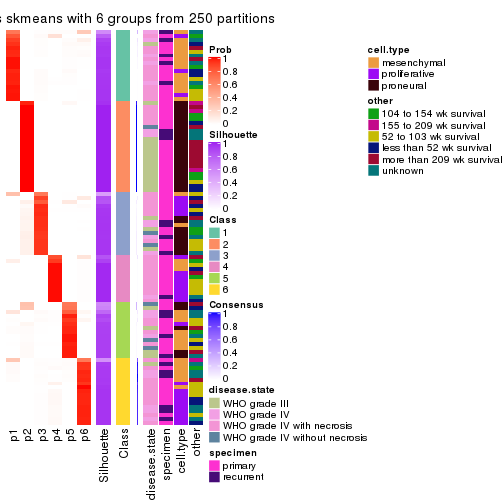 s skmeans with 6 groups from 250 partitions
Prob
1
0.8
0.6
0.4
0.2
0
Silhouette
1
0.8
0.6
0.4
0.2
0
Class
1
2
3
4
5
6
Consensus
1
0.8
0.6
0.4
0.2
0
disease.state
WHO grade III
WHO grade IV
WHO grade IV with necrosis
WHO grade IV without necrosis
specimen
primary
recurrent
cell.type
mesenchymal
proliferative
proneural
other
104 to 154 wk survival
155 to 209 wk survival
52 to 103 wk survival
less than 52 wk survival
more than 209 wk survival
unknown
p1
p2
p3
p4
p5
p6
Silhouette
Class
disease.state
specimen
cell.type
other